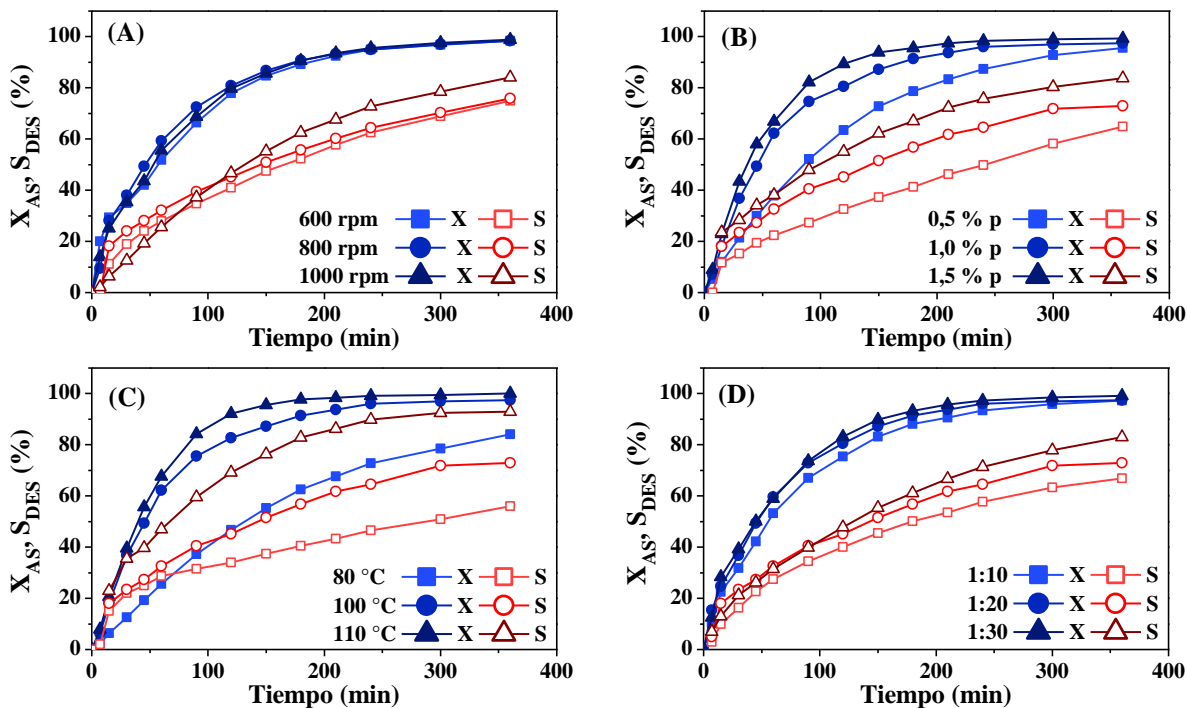 (A)
X_AS, S_DES (%)
100
80
60
40
20
0
600 rpm X S
800 rpm X S
1000 rpm X S
0 100 200 300 400
Tiempo (min)
(B)
X_AS, S_DES (%)
100
80
60
40
20
0
0,5 % p X S
1,0 % p X S
1,5 % p X S
0 100 200 300 400
Tiempo (min)
(C)
X_AS, S_DES (%)
100
80
60
40
20
0
80 °C X S
100 °C X S
110 °C X S
0 100 200 300 400
Tiempo (min)
(D)
X_AS, S_DES (%)
100
80
60
40
20
0
1:10 X S
1:20 X S
1:30 X S
0 100 200 300 400
Tiempo (min)